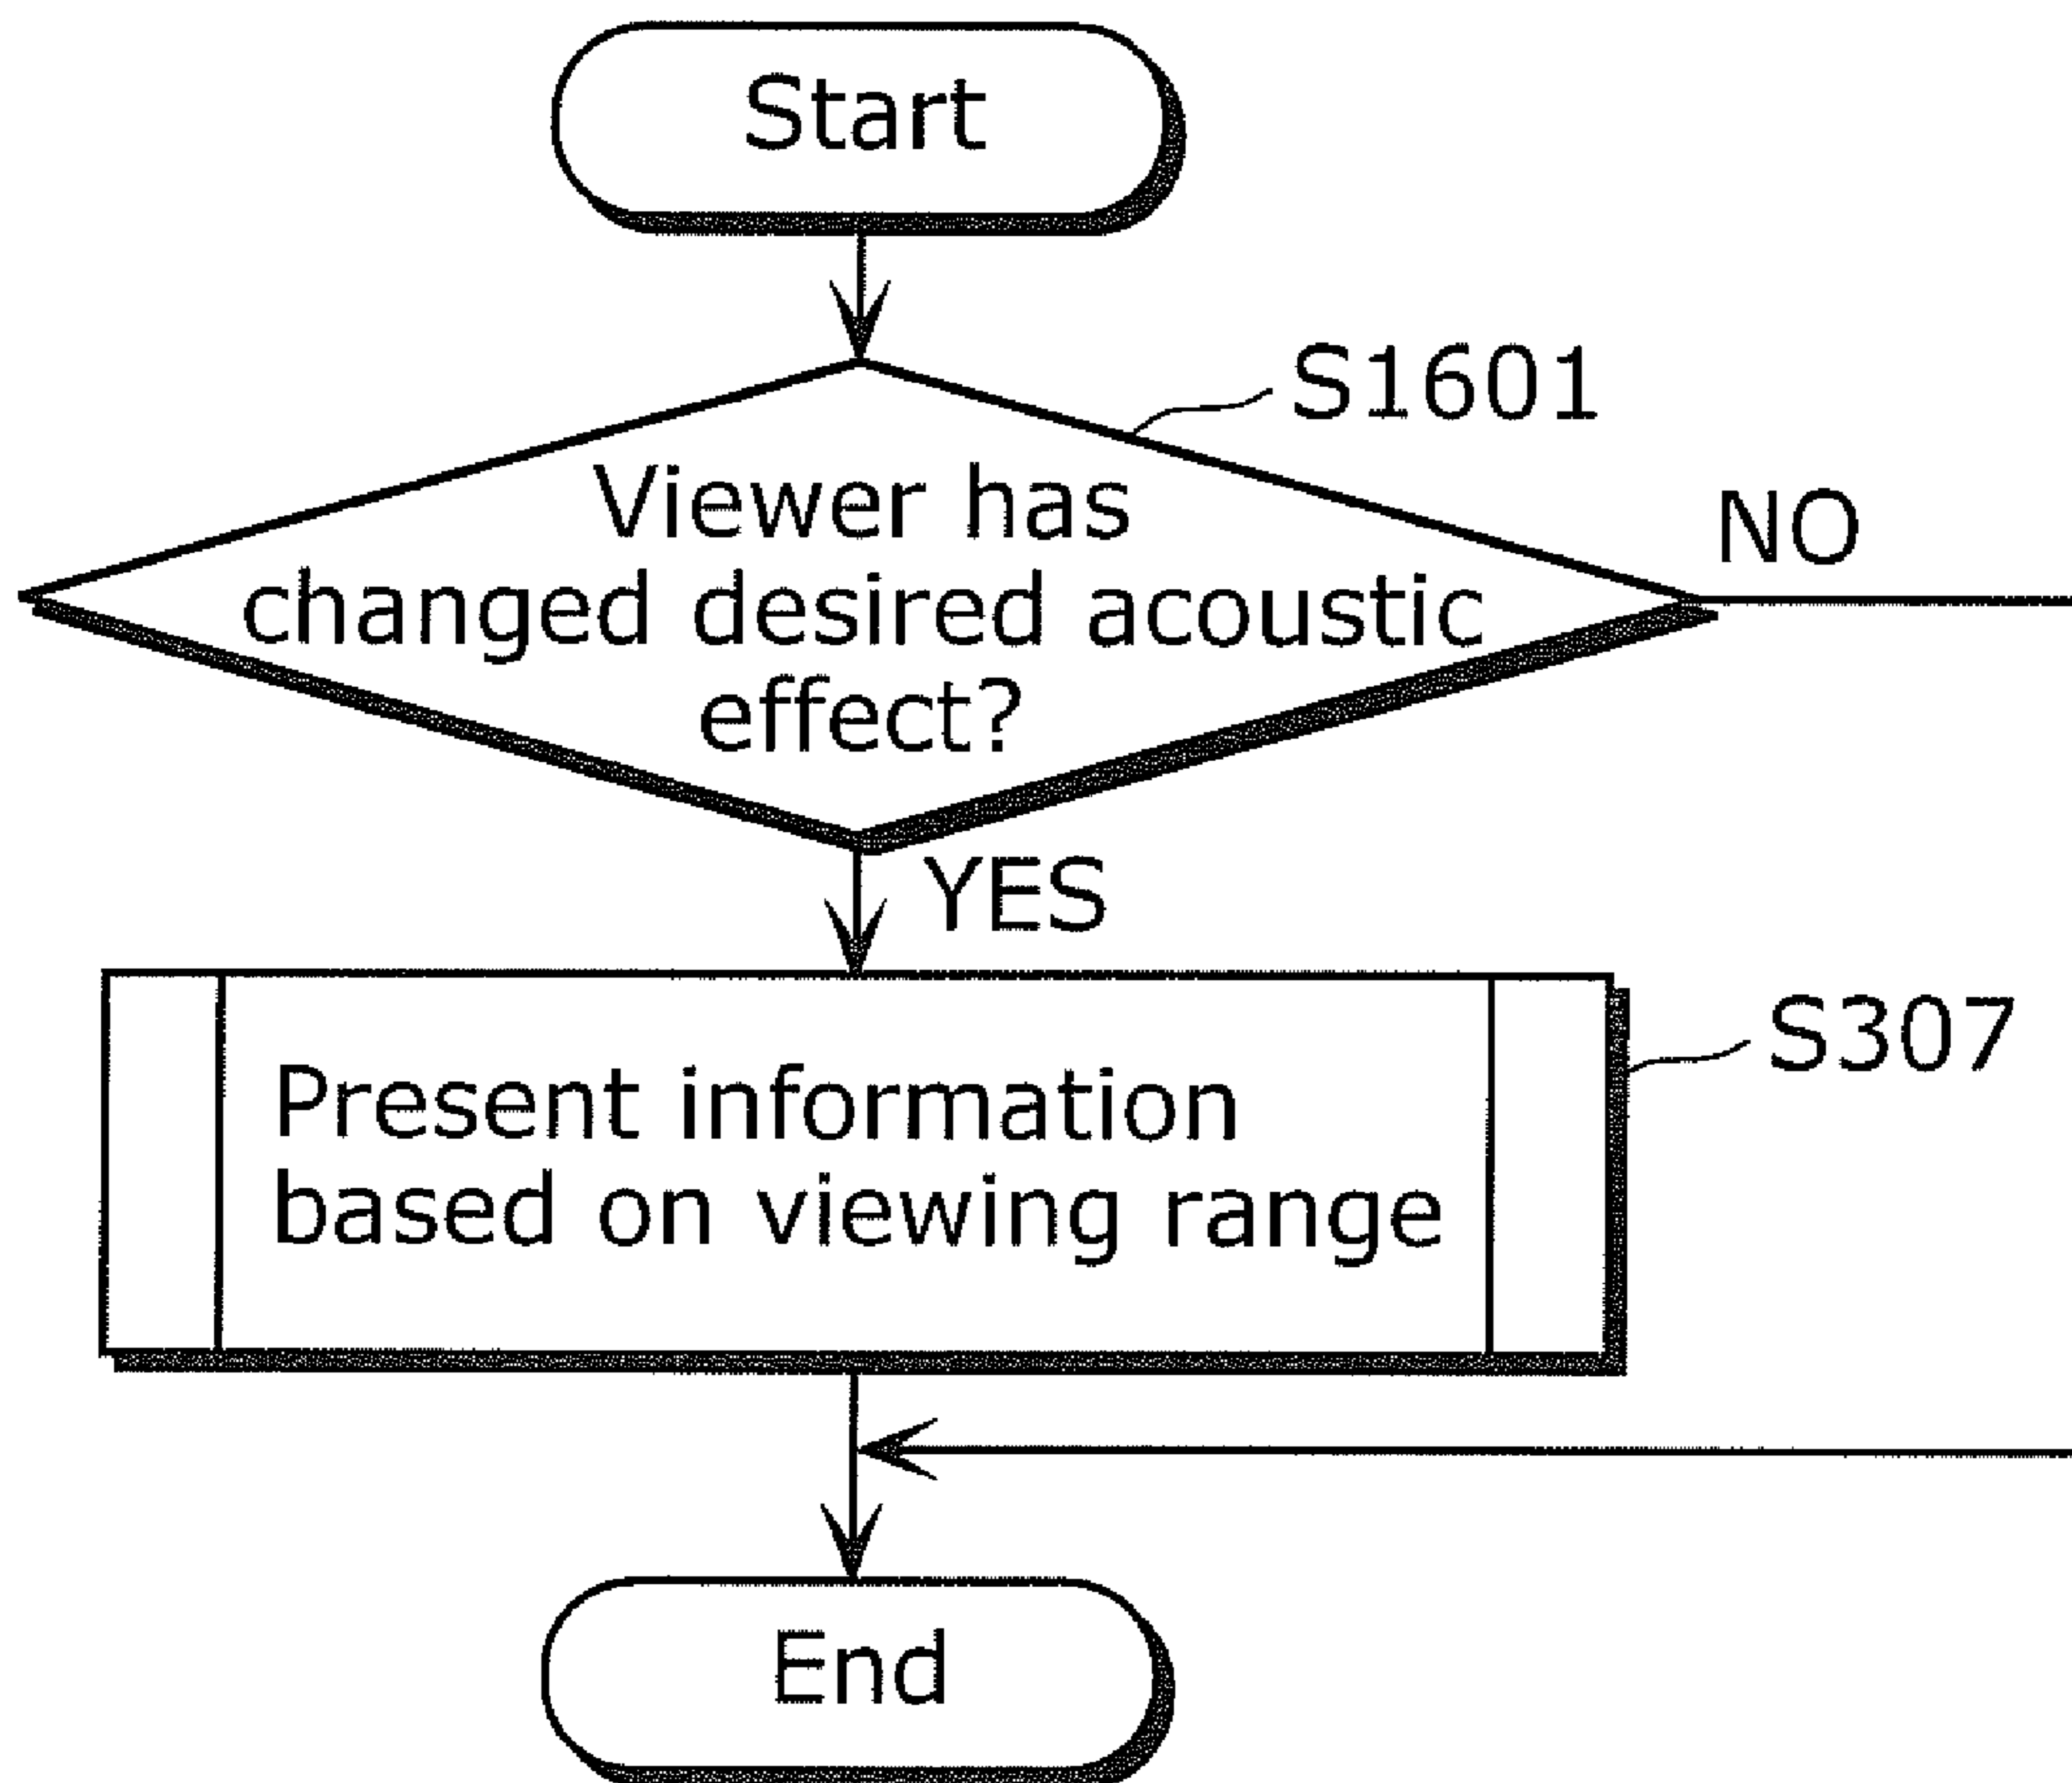 Start
S1601
Viewer has
changed desired acoustic
effect?
NO
YES
S307
Present information
based on viewing range
End